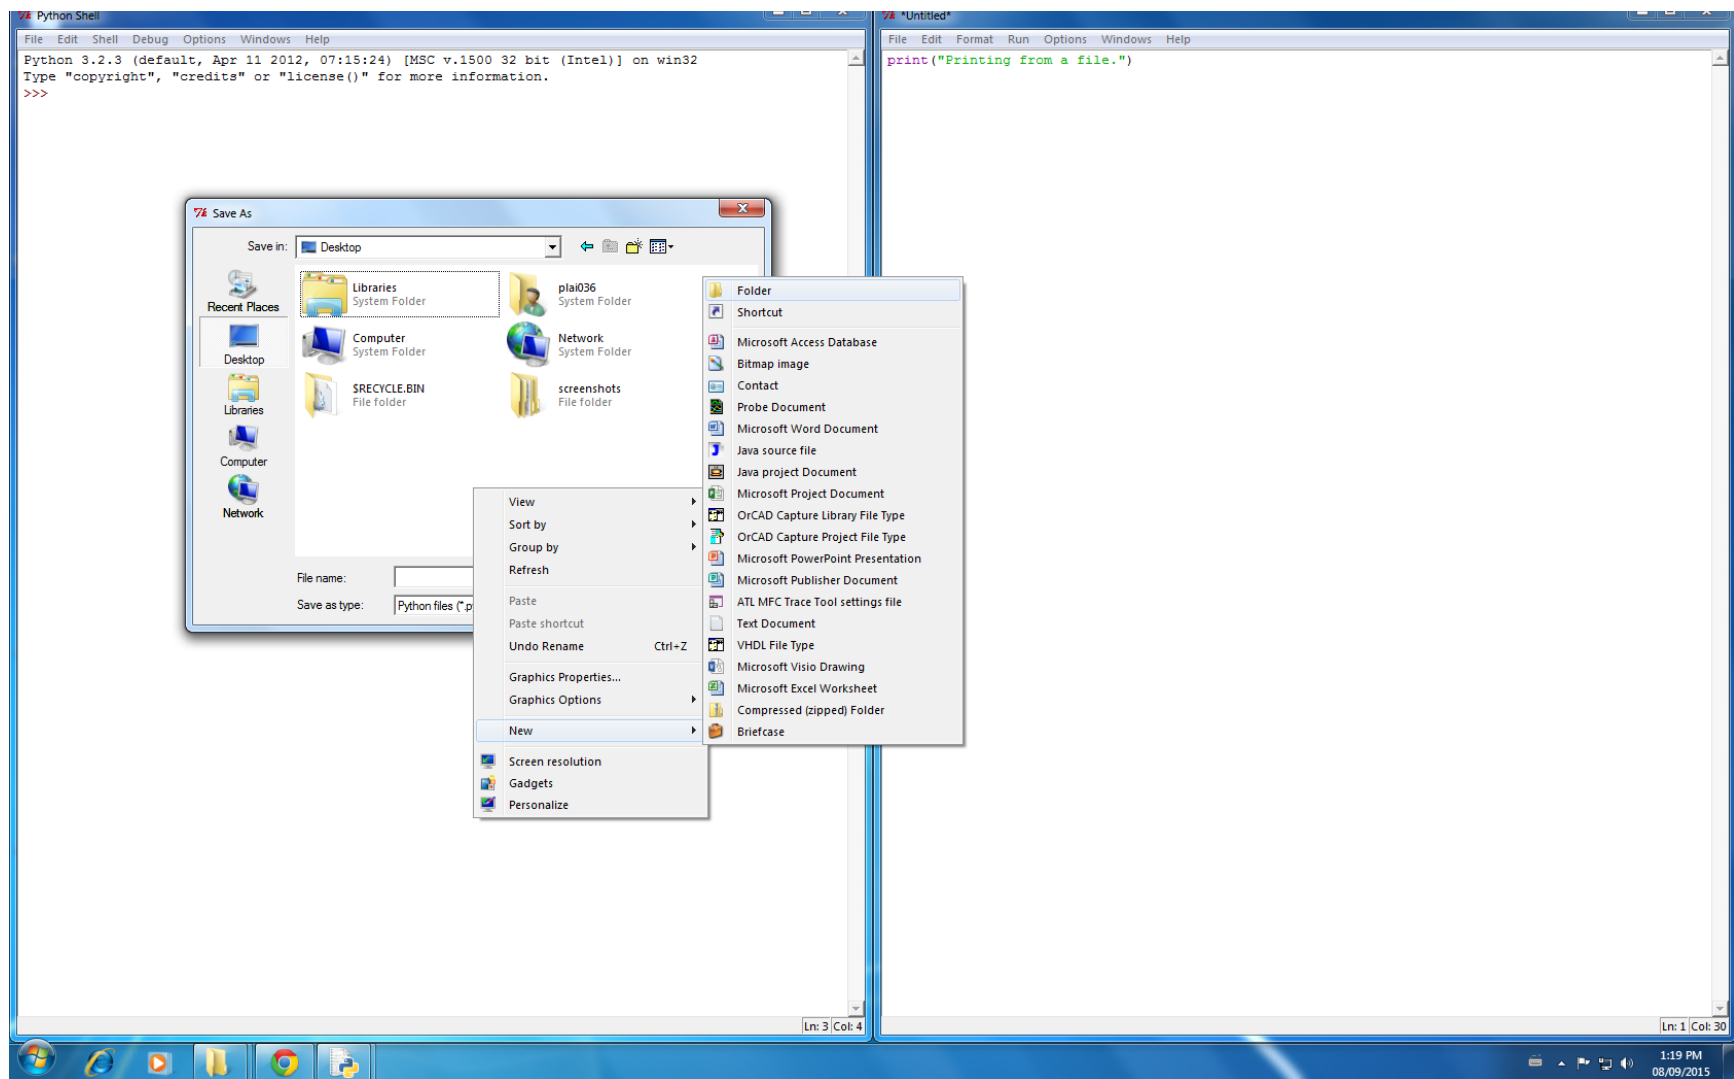 Python Shell
File Edit Shell Debug Options Windows Help
Python 3.2.3 (default, Apr 11 2012, 07:15:24) [MSC v.1500 32 bit (Intel)] on win32
Type "copyright", "credits" or "license()" for more information.
>>>
Save As
Save in: Desktop
Recent Places
Desktop
Libraries
Computer
Network
Libraries
System Folder
plai036
System Folder
Computer
System Folder
Network
System Folder
$RECYCLE.BIN
File folder
screenshots
File folder
File name:
Save as type: Python files (*.p
View
Sort by
Group by
Refresh
Paste
Paste shortcut
Undo Rename Ctrl+Z
Graphics Properties...
Graphics Options
New
Screen resolution
Gadgets
Personalize
Folder
Shortcut
Microsoft Access Database
Bitmap image
Contact
Probe Document
Microsoft Word Document
Java source file
Java project Document
Microsoft Project Document
OrCAD Capture Library File Type
OrCAD Capture Project File Type
Microsoft PowerPoint Presentation
Microsoft Publisher Document
ATL MFC Trace Tool settings file
Text Document
VHDL File Type
Microsoft Visio Drawing
Microsoft Excel Worksheet
Compressed (zipped) Folder
Briefcase
Ln: 3 Col: 4
*Untitled*
File Edit Format Run Options Windows Help
print("Printing from a file.")
Ln: 1 Col: 30
1:19 PM
08/09/2015